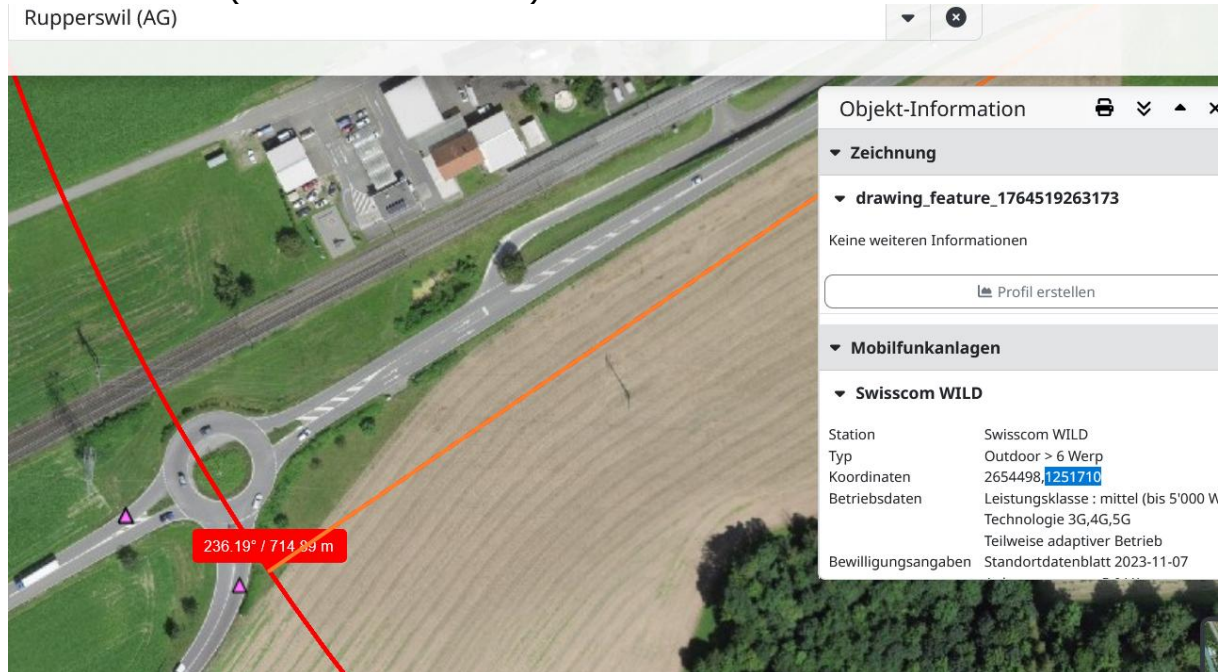 Rupperswil (AG)
Objekt-Information
Zeichnung
drawing_feature_1764519263173
Keine weiteren Informationen
Profil erstellen
Mobilfunkanlagen
Swisscom WILD
Station Swisscom WILD
Typ Outdoor > 6 Werp
Koordinaten 2654498,1251710
Betriebsdaten Leistungsklasse : mittel (bis 5'000 W
Technologie 3G,4G,5G
Teilweise adaptiver Betrieb
Bewilligungsangaben Standortdatenblatt 2023-11-07
236.19° / 714.89 m